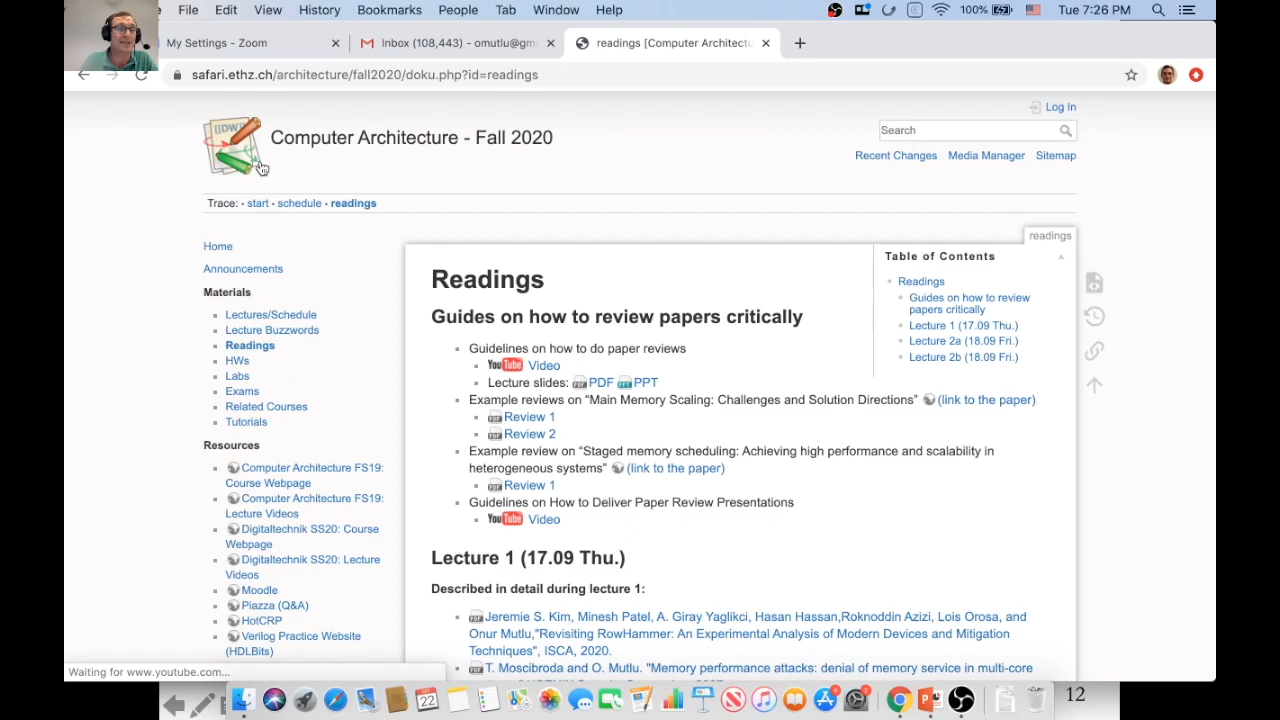 File Edit View History Bookmarks People Tab Window Help 100% Tue 7:26 PM
My Settings - Zoom
Inbox (108,443) - omutlu@gma
readings [Computer Architectu
safari.ethz.ch/architecture/fall2020/doku.php?id=readings
Log In
[[DW]]
Computer Architecture - Fall 2020
Search
Recent Changes Media Manager Sitemap
Trace: • start • schedule • readings
readings
Home
Announcements
Materials
Lectures/Schedule
Lecture Buzzwords
Readings
HWs
Labs
Exams
Related Courses
Tutorials
Resources
Computer Architecture FS19:
Course Webpage
Computer Architecture FS19:
Lecture Videos
Digitaltechnik SS20: Course
Webpage
Digitaltechnik SS20: Lecture
Videos
Moodle
Piazza (Q&A)
HotCRP
Verilog Practice Website
(HDLBits)
Table of Contents
Readings
Guides on how to review
papers critically
Lecture 1 (17.09 Thu.)
Lecture 2a (18.09 Fri.)
Lecture 2b (18.09 Fri.)
Readings
Guides on how to review papers critically
Guidelines on how to do paper reviews
YouTube Video
Lecture slides: PDF PPT
Example reviews on “Main Memory Scaling: Challenges and Solution Directions” (link to the paper)
Review 1
Review 2
Example review on “Staged memory scheduling: Achieving high performance and scalability in
heterogeneous systems” (link to the paper)
Review 1
Guidelines on How to Deliver Paper Review Presentations
YouTube Video
Lecture 1 (17.09 Thu.)
Described in detail during lecture 1:
Jeremie S. Kim, Minesh Patel, A. Giray Yaglikci, Hasan Hassan,Roknoddin Azizi, Lois Orosa, and
Onur Mutlu,"Revisiting RowHammer: An Experimental Analysis of Modern Devices and Mitigation
Techniques", ISCA, 2020.
T. Moscibroda and O. Mutlu. "Memory performance attacks: denial of memory service in multi-core
Waiting for www.youtube.com...
12